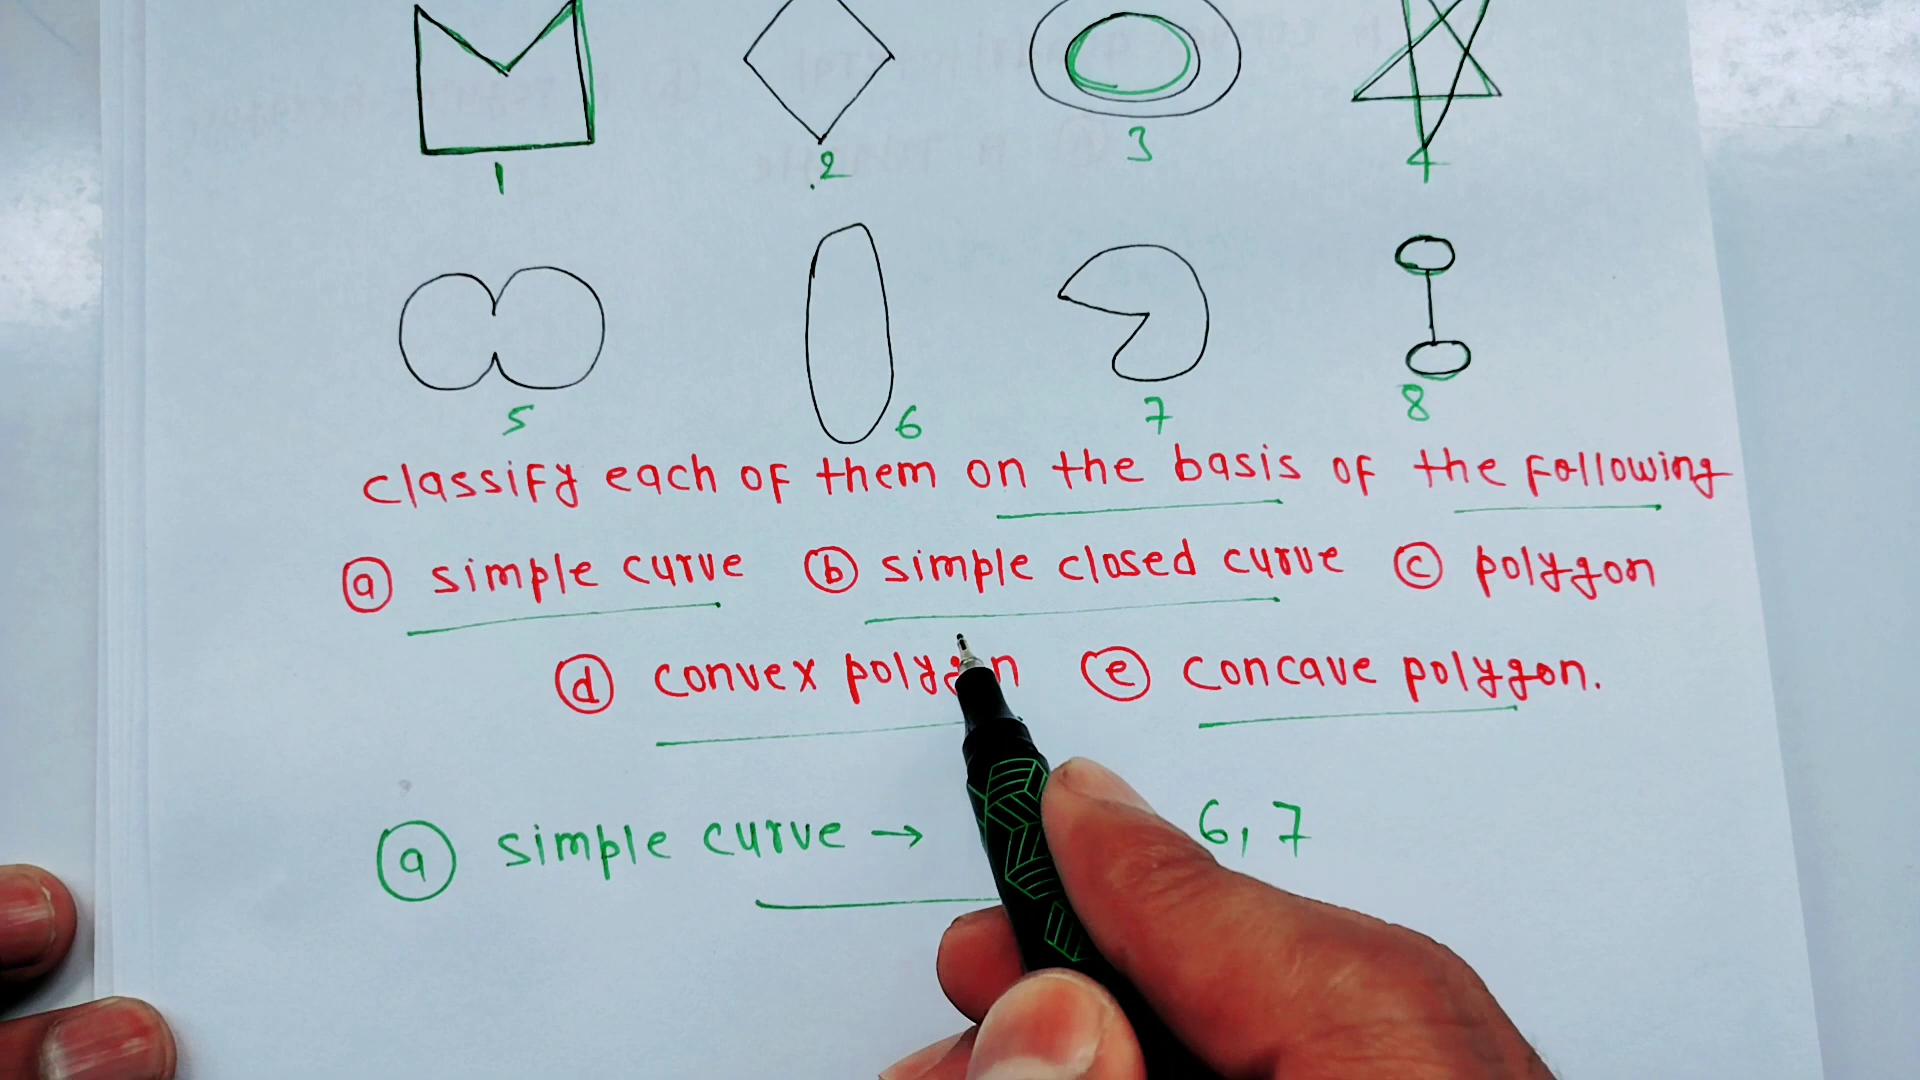 1 2 3 4
5 6 7 8
classify each of them on the basis of the following
(a) simple curve (b) simple closed curve (c) polygon
(d) convex polygon (e) concave polygon.
(a) simple curve → 6, 7